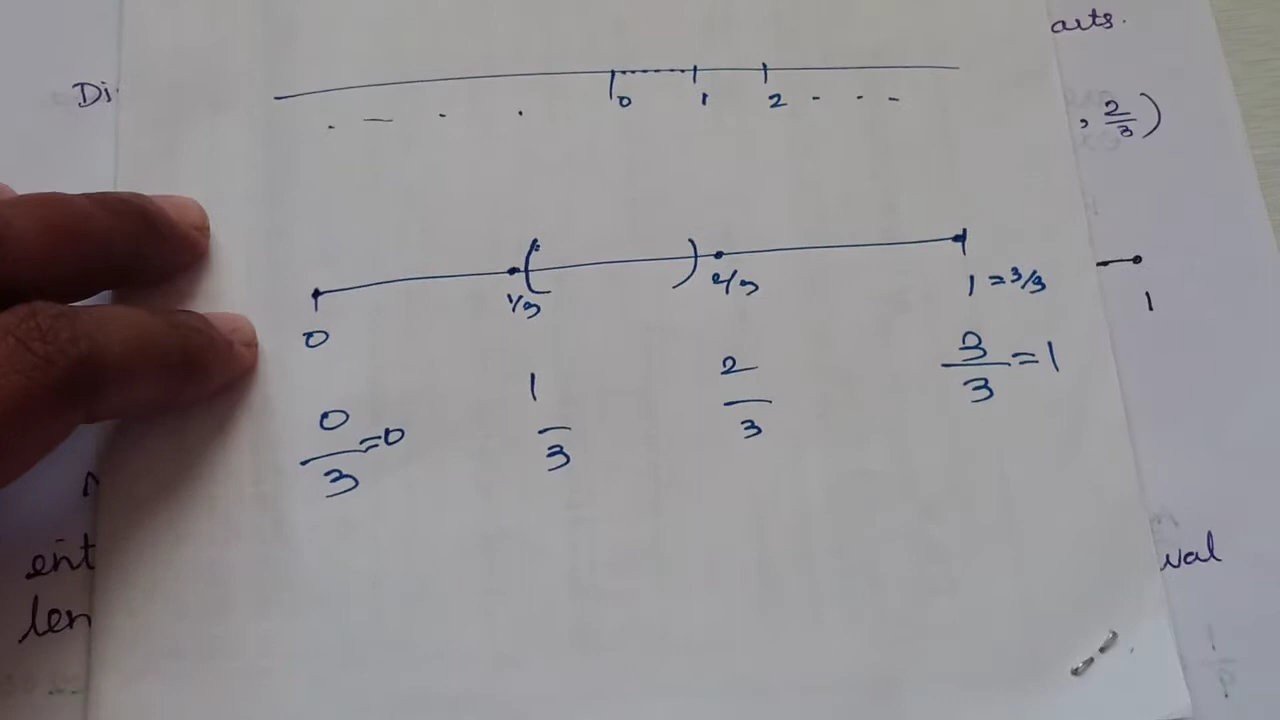 arts.
Di
0 1 2 - - -
, 2/3)
0 1/3 2/3 1 = 3/3
1
0/3 = 0 1/3 2/3 3/3 = 1
ent
val
len